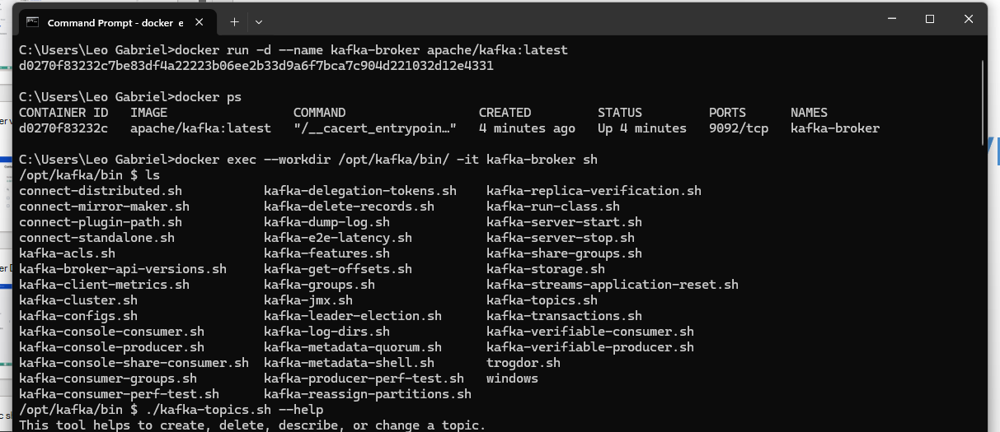 Command Prompt - docker e
C:\Users\Leo Gabriel>docker run -d --name kafka-broker apache/kafka:latest
d0270f83232c7be83df4a22223b06ee2b33d9a6f7bca7c904d221032d12e4331
C:\Users\Leo Gabriel>docker ps
CONTAINER ID IMAGE COMMAND CREATED STATUS PORTS NAMES
d0270f83232c apache/kafka:latest "/__cacert_entrypoin…" 4 minutes ago Up 4 minutes 9092/tcp kafka-broker
C:\Users\Leo Gabriel>docker exec --workdir /opt/kafka/bin/ -it kafka-broker sh
/opt/kafka/bin $ ls
connect-distributed.sh kafka-delegation-tokens.sh kafka-replica-verification.sh
connect-mirror-maker.sh kafka-delete-records.sh kafka-run-class.sh
connect-plugin-path.sh kafka-dump-log.sh kafka-server-start.sh
connect-standalone.sh kafka-e2e-latency.sh kafka-server-stop.sh
kafka-acls.sh kafka-features.sh kafka-share-groups.sh
kafka-broker-api-versions.sh kafka-get-offsets.sh kafka-storage.sh
kafka-client-metrics.sh kafka-groups.sh kafka-streams-application-reset.sh
kafka-cluster.sh kafka-jmx.sh kafka-topics.sh
kafka-configs.sh kafka-leader-election.sh kafka-transactions.sh
kafka-console-consumer.sh kafka-log-dirs.sh kafka-verifiable-consumer.sh
kafka-console-producer.sh kafka-metadata-quorum.sh kafka-verifiable-producer.sh
kafka-console-share-consumer.sh kafka-metadata-shell.sh trogdor.sh
kafka-consumer-groups.sh kafka-producer-perf-test.sh windows
kafka-consumer-perf-test.sh kafka-reassign-partitions.sh
/opt/kafka/bin $ ./kafka-topics.sh --help
This tool helps to create, delete, describe, or change a topic.